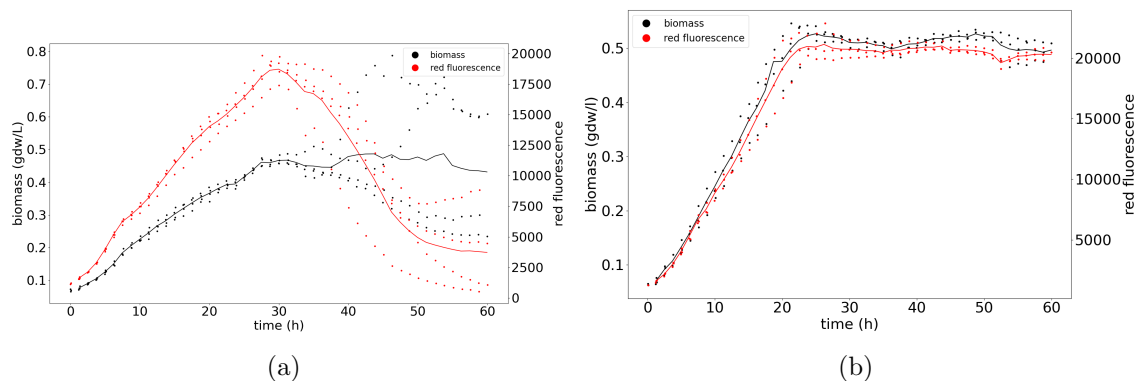 biomass
red fluorescence
0.8
0.7
0.6
0.5
0.4
0.3
0.2
0.1
biomass (gdw/L)
20000
17500
15000
12500
10000
7500
5000
2500
0
red fluorescence
0 10 20 30 40 50 60
time (h)
(a)
biomass
red fluorescence
0.5
0.4
0.3
0.2
0.1
biomass (gdw/l)
20000
15000
10000
5000
red fluorescence
0 10 20 30 40 50 60
time (h)
(b)